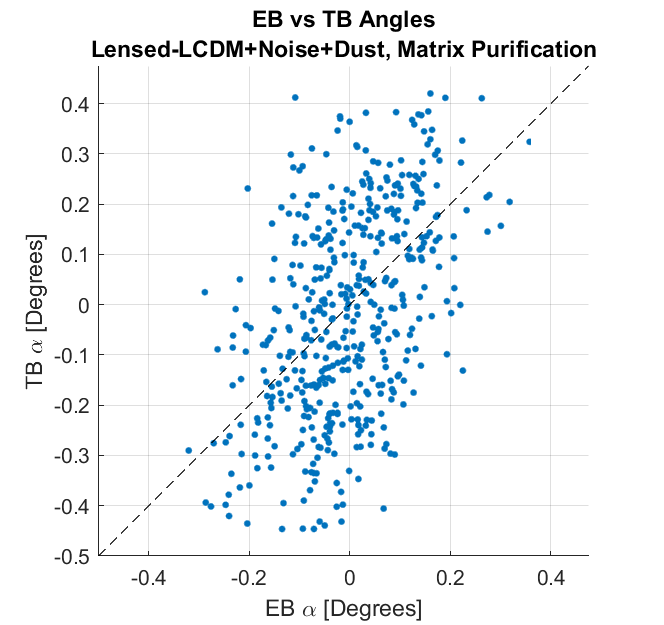 EB vs TB Angles
Lensed-LCDM+Noise+Dust, Matrix Purification
TB α [Degrees]
0.4
0.3
0.2
0.1
0
-0.1
-0.2
-0.3
-0.4
-0.5
-0.4 -0.2 0 0.2 0.4
EB α [Degrees]